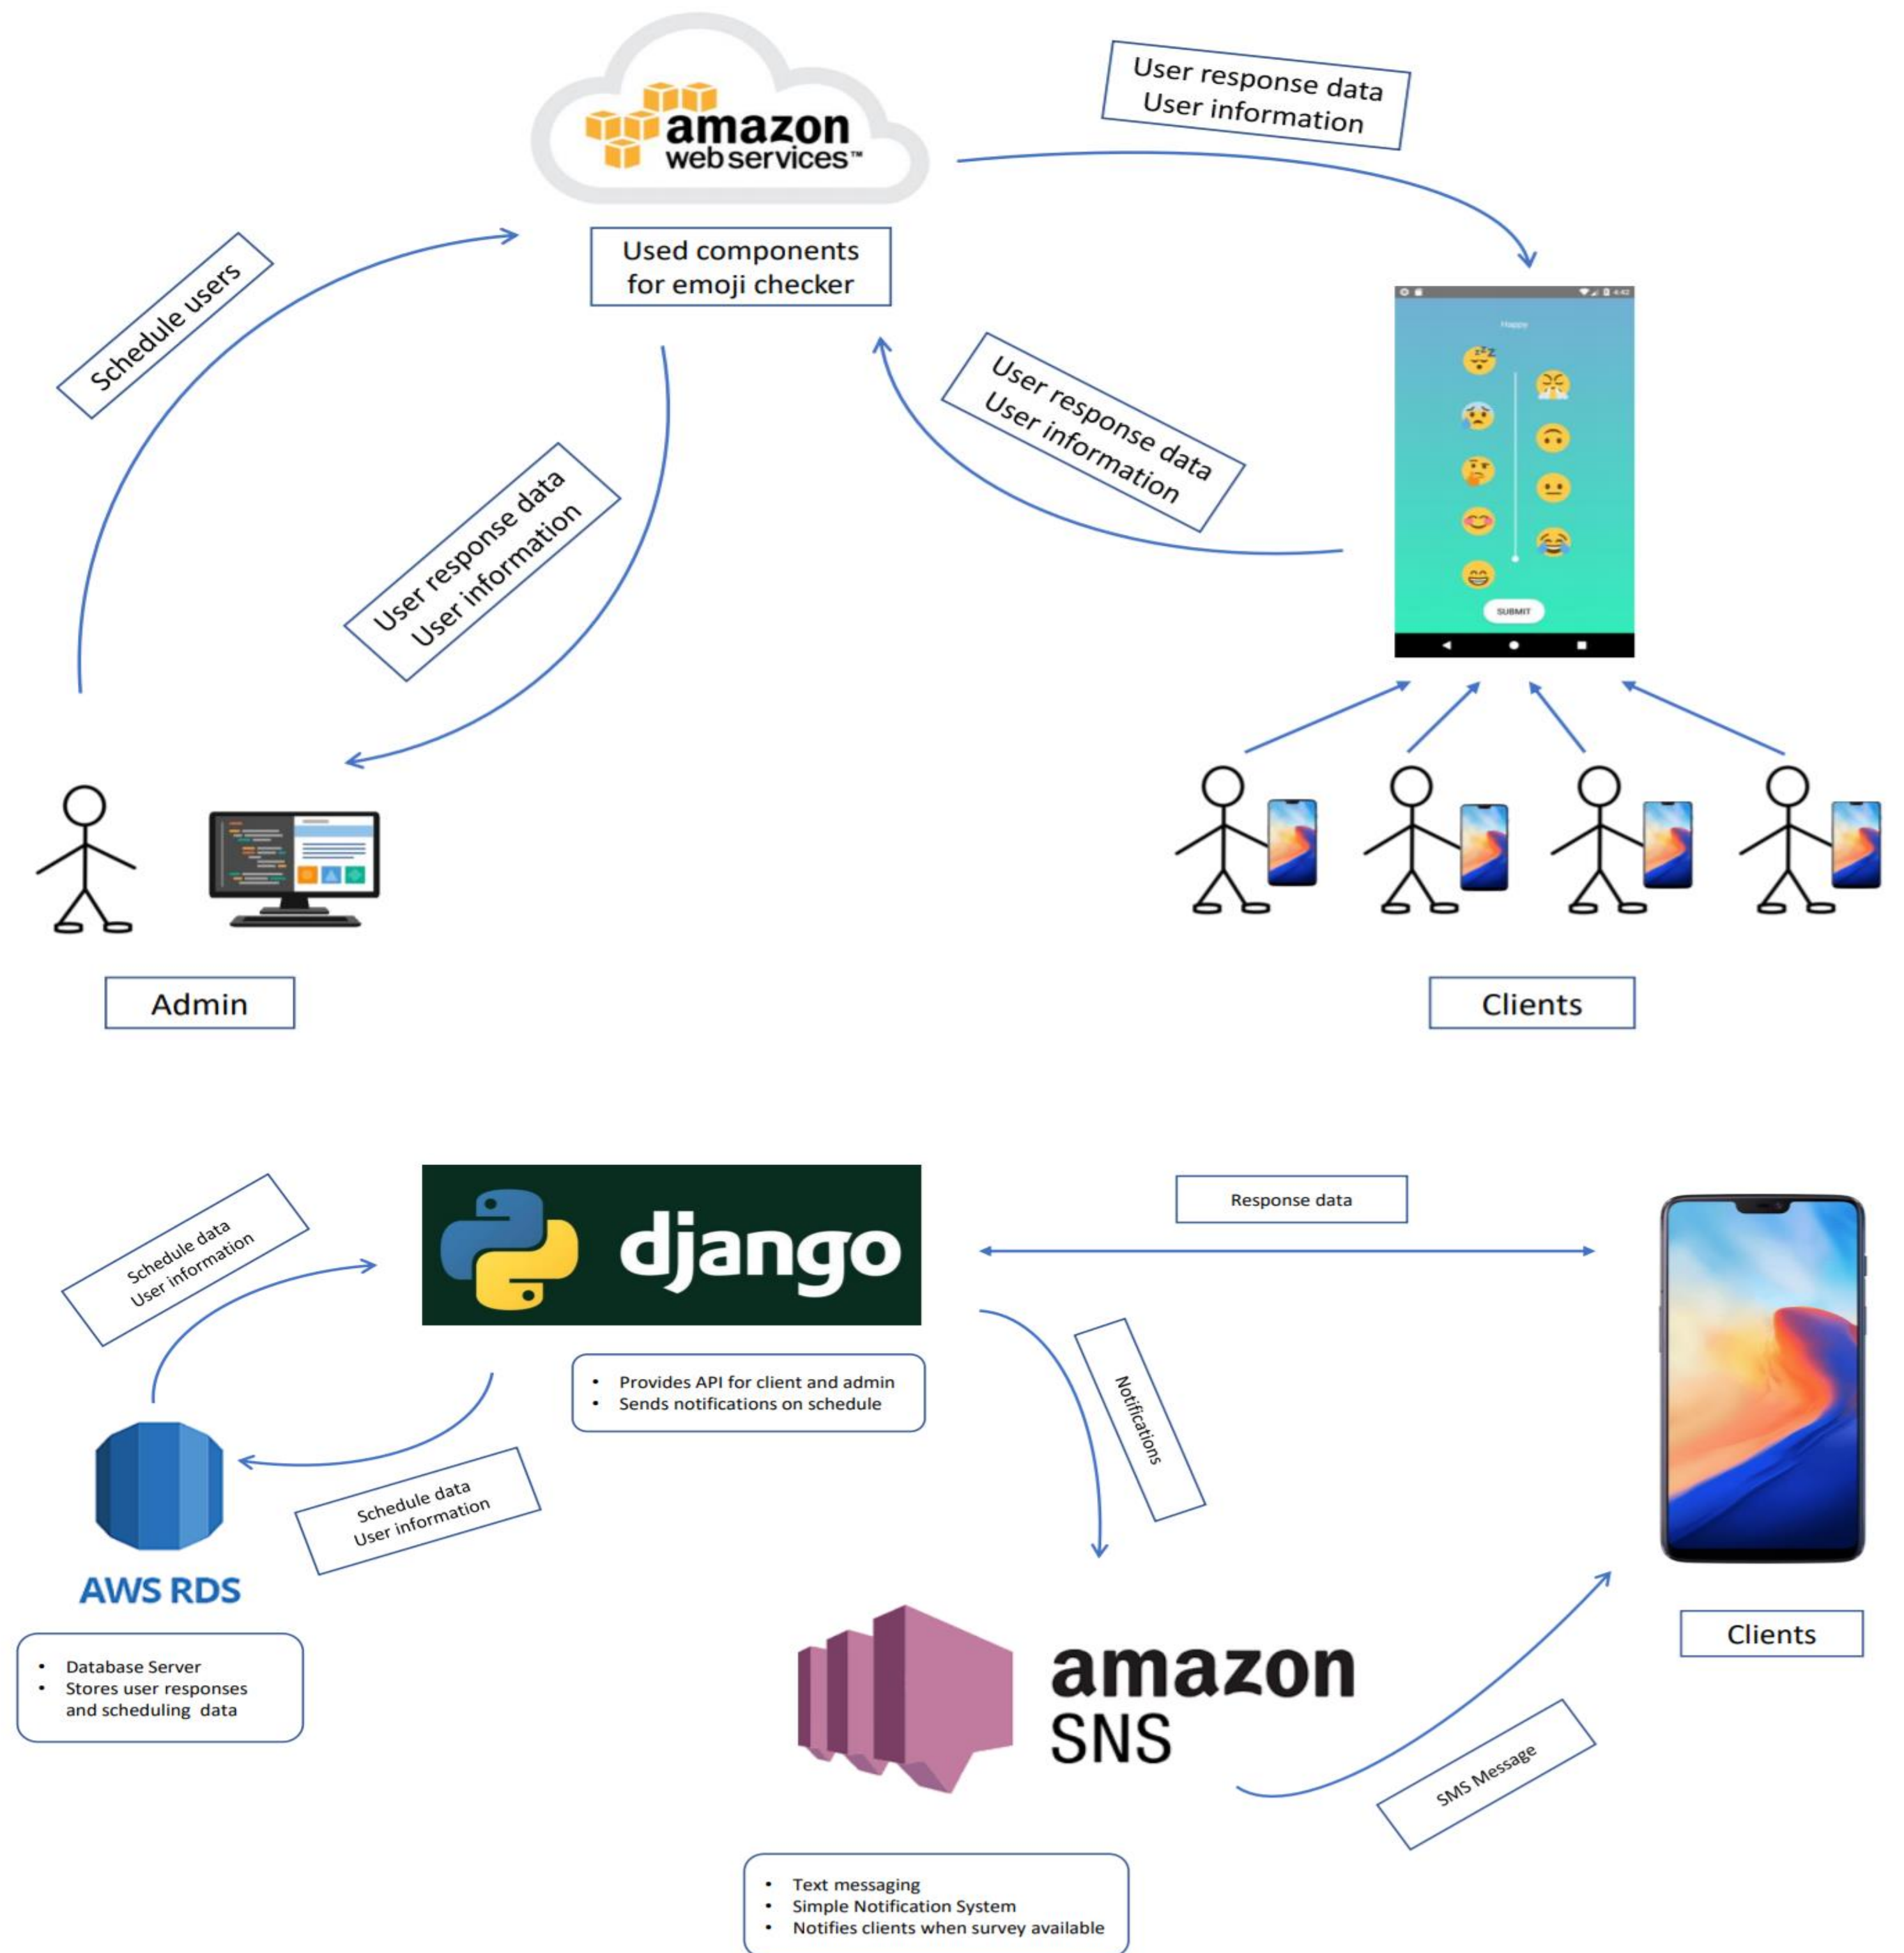 amazon
web services™
User response data
User information
Used components
for emoji checker
Schedule users
User response data
User information
User response data
User information
4:42
Happy
SUBMIT
Admin
Clients
Schedule data
User information
django
Response data
• Provides API for client and admin
• Sends notifications on schedule
Notifications
Schedule data
User information
AWS RDS
• Database Server
• Stores user responses
and scheduling data
Clients
amazon
SNS
SMS Message
• Text messaging
• Simple Notification System
• Notifies clients when survey available